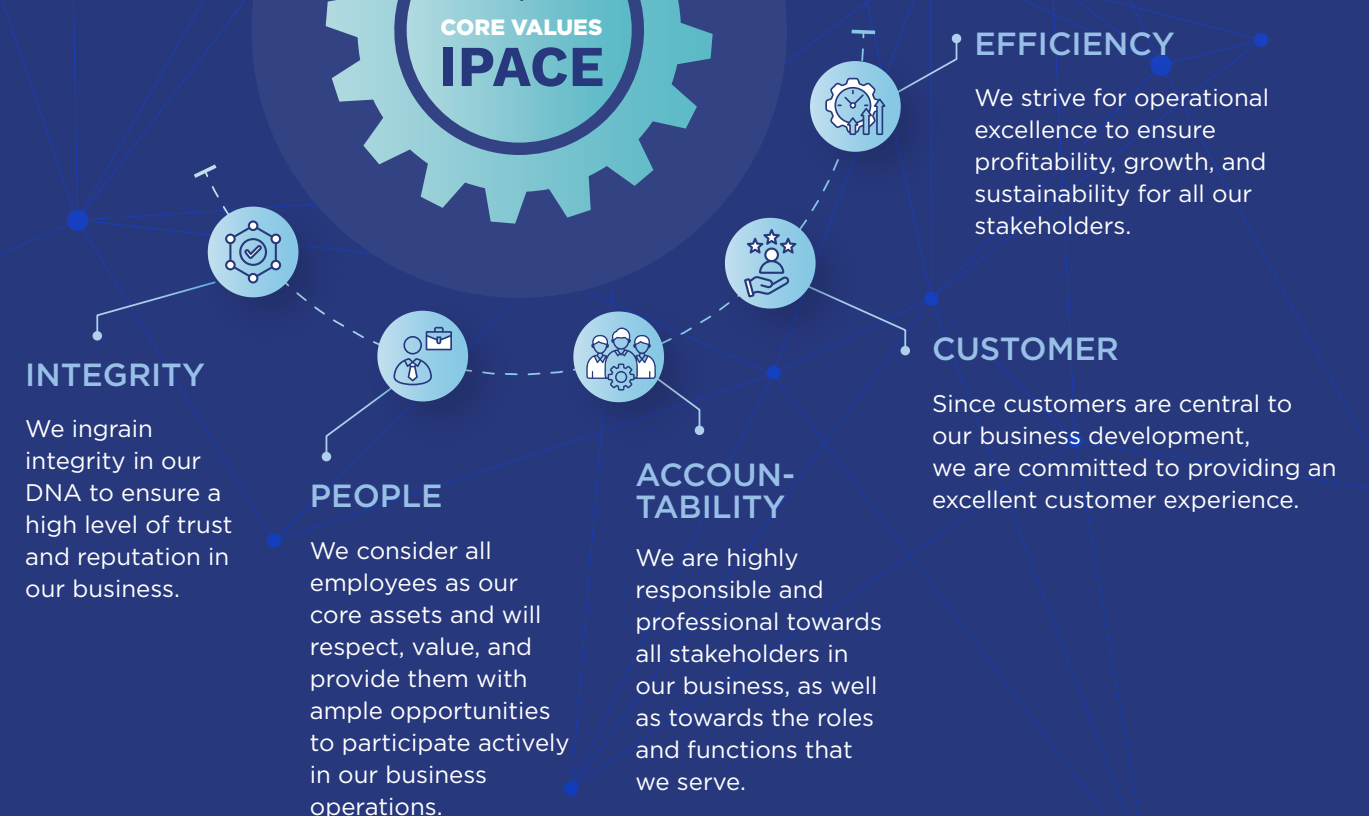 CORE VALUES
IPACE
INTEGRITY
We ingrain
integrity in our
DNA to ensure a
high level of trust
and reputation in
our business.
PEOPLE
We consider all
employees as our
core assets and will
respect, value, and
provide them with
ample opportunities
to participate actively
in our business
operations.
ACCOUN-
TABILITY
We are highly
responsible and
professional towards
all stakeholders in
our business, as well
as towards the roles
and functions that
we serve.
CUSTOMER
Since customers are central to
our business development,
we are committed to providing an
excellent customer experience.
EFFICIENCY
We strive for operational
excellence to ensure
profitability, growth, and
sustainability for all our
stakeholders.